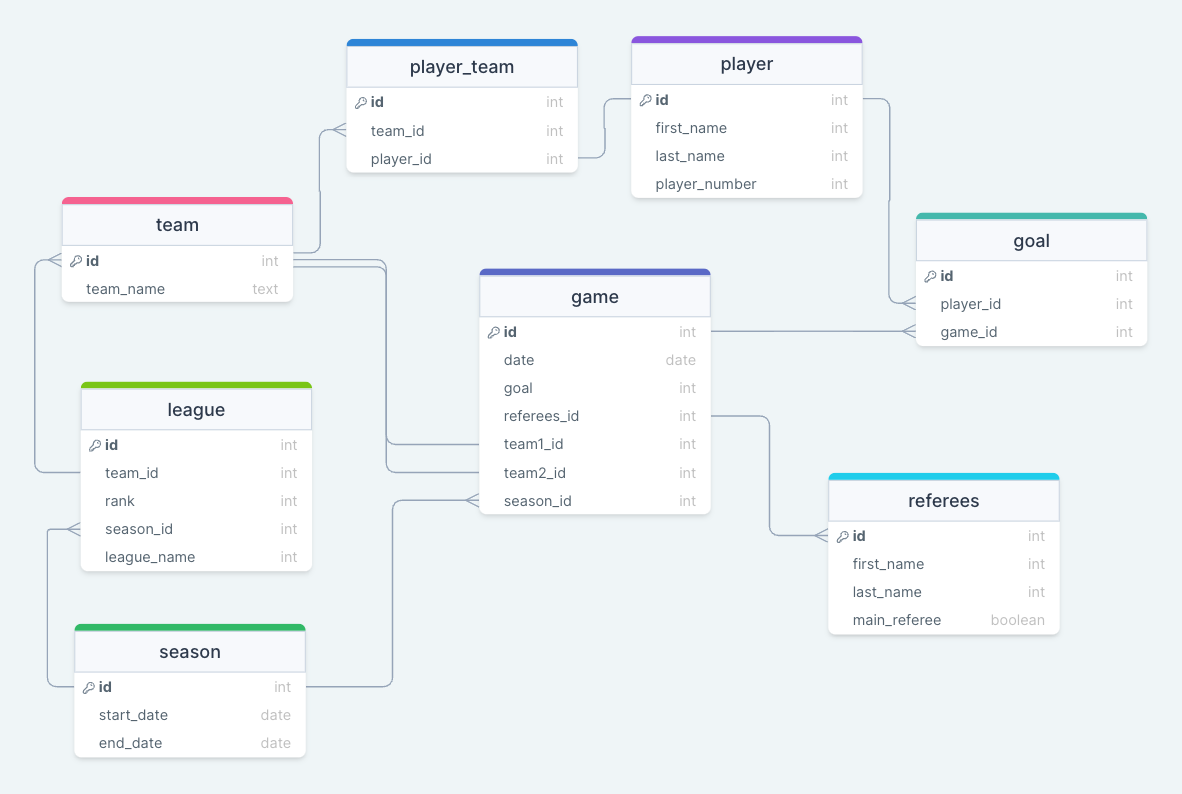 player_team
id int
team_id int
player_id int
player
id int
first_name int
last_name int
player_number int
team
id int
team_name text
goal
id int
player_id int
game_id int
game
id int
date date
goal int
referees_id int
team1_id int
team2_id int
season_id int
league
id int
team_id int
rank int
season_id int
league_name int
referees
id int
first_name int
last_name int
main_referee boolean
season
id int
start_date date
end_date date